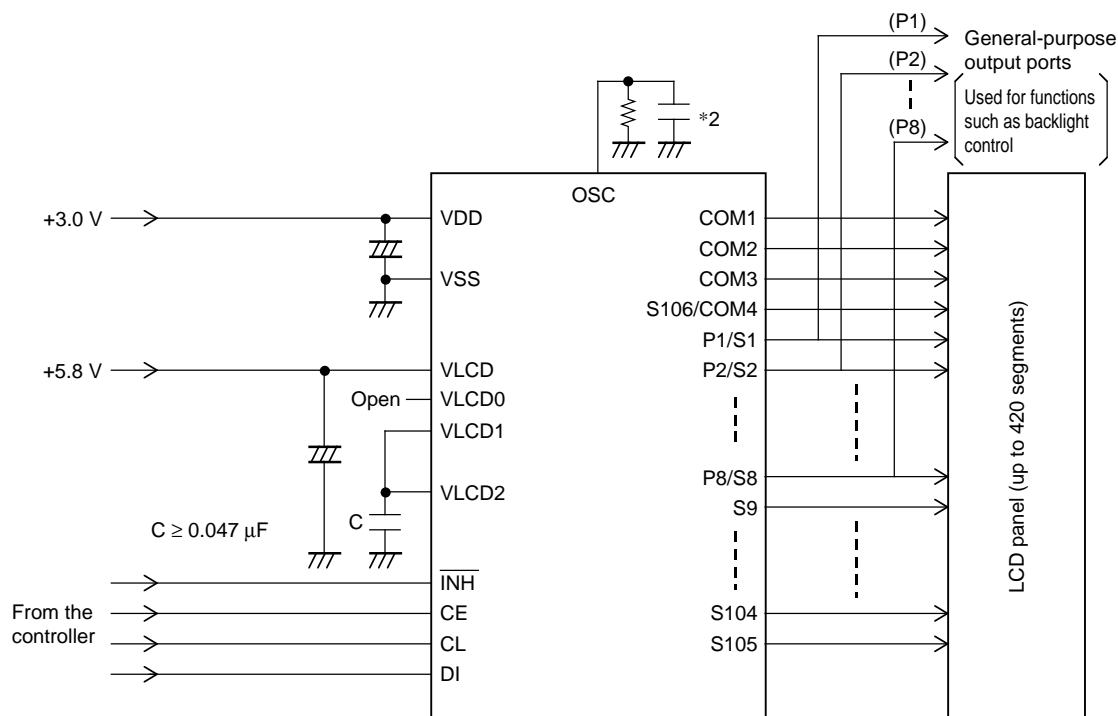 (P1)
General-purpose
output ports
(P2)
Used for functions
such as backlight
control
(P8)
*2
OSC
+3.0 V
VDD
COM1
COM2
VSS
COM3
S106/COM4
P1/S1
+5.8 V
VLCD
P2/S2
Open
VLCD0
VLCD1
P8/S8
VLCD2
S9
C
C ≥ 0.047 μF
LCD panel (up to 420 segments)
INH
From the
controller
CE
S104
CL
S105
DI